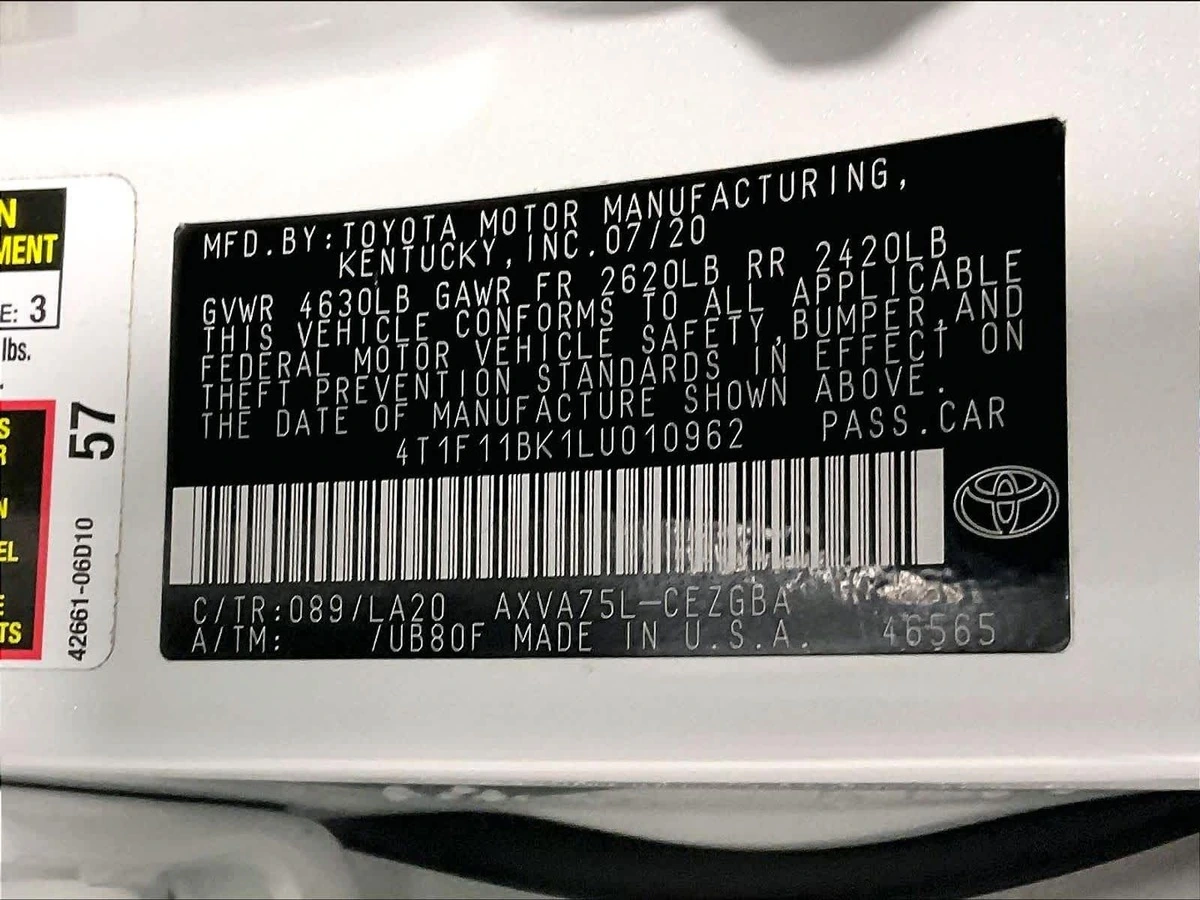 N
MENT
E: 3
lbs.
57
42661-06D10
S
R
N
EL
E
TS
MFD.BY:TOYOTA MOTOR MANUFACTURING,
KENTUCKY,INC.07/20
GVWR 4630LB GAWR FR 2620LB RR 2420LB
THIS VEHICLE CONFORMS TO ALL APPLICABLE
FEDERAL MOTOR VEHICLE SAFETY,BUMPER,AND
THEFT PREVENTION STANDARDS IN EFFECT ON
THE DATE OF MANUFACTURE SHOWN ABOVE.
4T1F11BK1LU010962 PASS.CAR
C/TR:089/LA20 AXVA75L-CEZGBA
A/TM: /UB80F MADE IN U.S.A. 46565